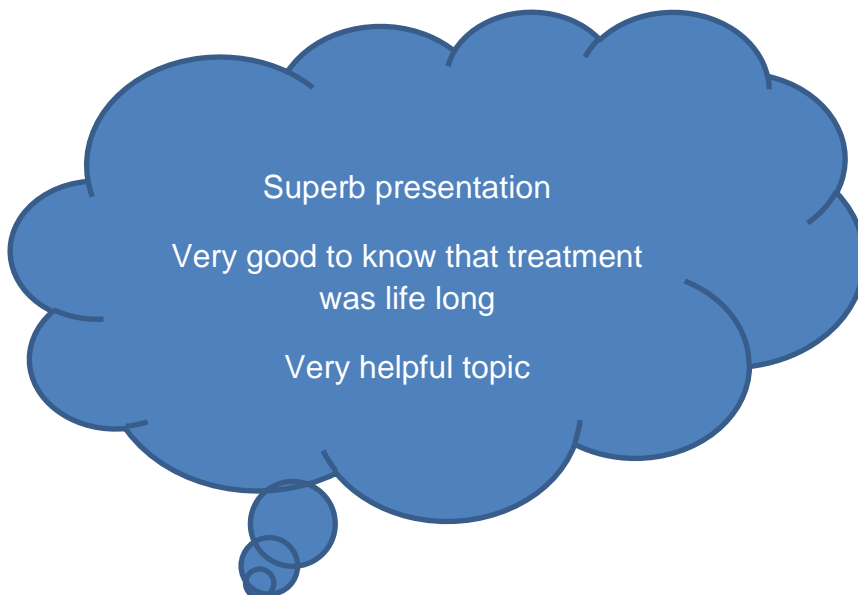 Superb presentation
Very good to know that treatment
was life long
Very helpful topic